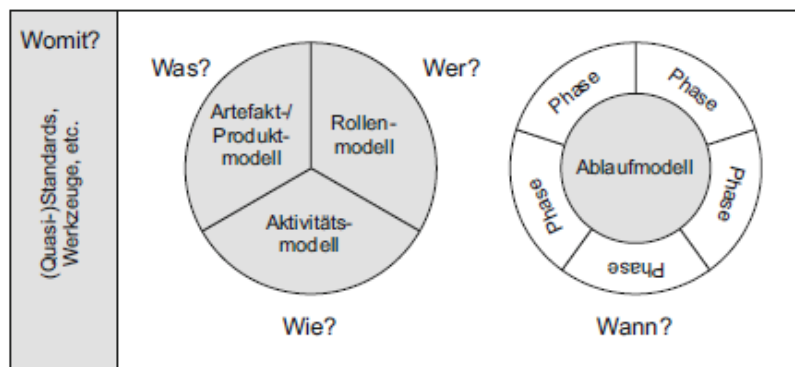 Womit?
(Quasi-)Standards,
Werkzeuge, etc.
Was?
Wer?
Artefakt-/
Produkt-
modell
Rollen-
modell
Aktivitäts-
modell
Wie?
Phase
Phase
Phase
Phase
Phase
Ablaufmodell
Wann?